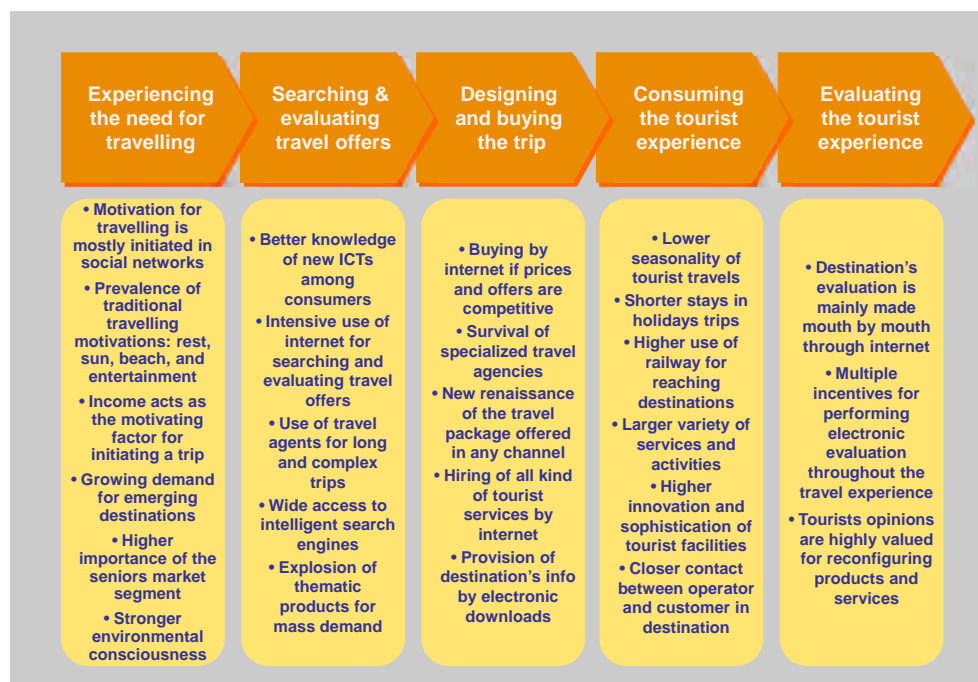 Experiencing
the need for
travelling
Searching &
evaluating
travel offers
Designing
and buying
the trip
Consuming
the tourist
experience
Evaluating
the tourist
experience
• Motivation for
travelling is
mostly initiated in
social networks
• Prevalence of
traditional
travelling
motivations: rest,
sun, beach, and
entertainment
• Income acts as
the motivating
factor for
initiating a trip
• Growing demand
for emerging
destinations
• Higher
importance of the
seniors market
segment
• Stronger
environmental
consciousness
• Better knowledge
of new ICTs
among
consumers
• Intensive use of
internet for
searching and
evaluating travel
offers
• Use of travel
agents for long
and complex
trips
• Wide access to
intelligent search
engines
• Explosion of
thematic
products for
mass demand
• Buying by
internet if prices
and offers are
competitive
• Survival of
specialized travel
agencies
• New renaissance
of the travel
package offered
in any channel
• Hiring of all kind
of tourist
services by
internet
• Provision of
destination's info
by electronic
downloads
• Lower
seasonality of
tourist travels
• Shorter stays in
holidays trips
• Higher use of
railway for
reaching
destinations
• Larger variety of
services and
activities
• Higher
innovation and
sophistication of
tourist facilities
• Closer contact
between operator
and customer in
destination
• Destination's
evaluation is
mainly made
mouth by mouth
through internet
• Multiple
incentives for
performing
electronic
evaluation
throughout the
travel experience
• Tourists opinions
are highly valued
for reconfiguring
products and
services